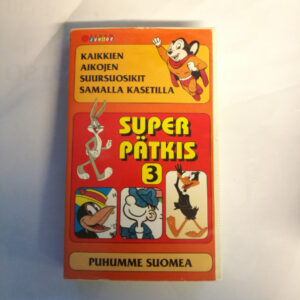 KAIKKIEN
AIKOJEN
SUURSUOSIKIT
SAMALLA KASETILLA
SUPER
PÄTKIS
3
PUHUMME SUOMEA